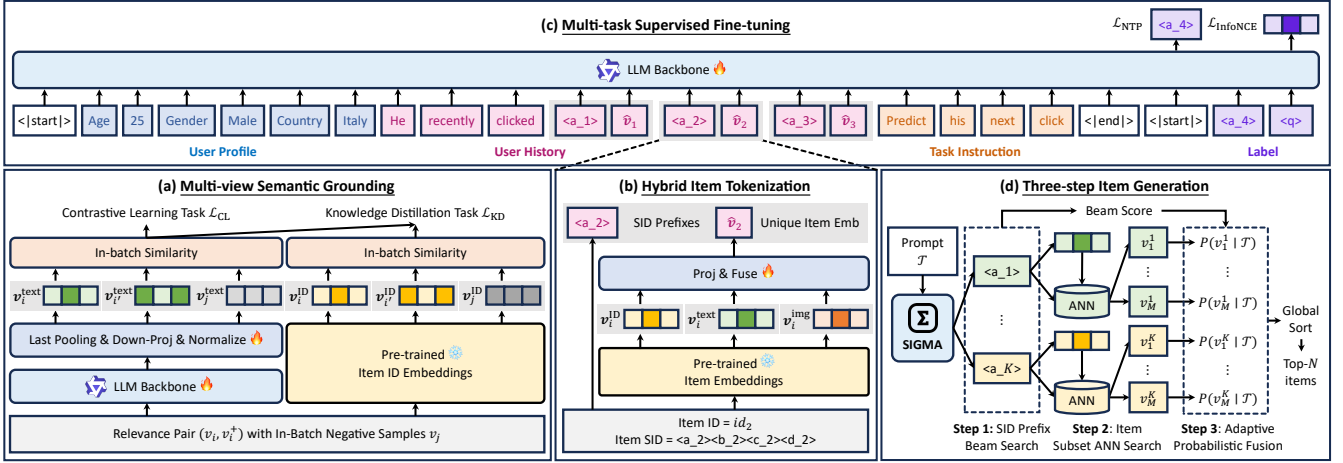 (c) Multi-task Supervised Fine-tuning
ℒ_NTP <a_4> ℒ_InfoNCE
LLM Backbone
<|start|> Age 25 Gender Male Country Italy He recently clicked <a_1> v̂_1 <a_2> v̂_2 <a_3> v̂_3 Predict his next click <|end|> <|start|> <a_4> <q>
User Profile User History Task Instruction Label
(a) Multi-view Semantic Grounding
Contrastive Learning Task ℒ_CL Knowledge Distillation Task ℒ_KD
In-batch Similarity In-batch Similarity
v_i^text v_i'^text v_j^text v_i^ID v_i'^ID v_j^ID
Last Pooling & Down-Proj & Normalize
LLM Backbone
Pre-trained
Item ID Embeddings
Relevance Pair (v_i, v_i^+) with In-Batch Negative Samples v_j
(b) Hybrid Item Tokenization
<a_2> SID Prefixes v̂_2 Unique Item Emb
Proj & Fuse
v_i^ID v_i^text v_i^img
Pre-trained
Item Embeddings
Item ID = id_2
Item SID = <a_2><b_2><c_2><d_2>
(d) Three-step Item Generation
Beam Score
Prompt
𝒯
Σ
SIGMA
<a_1>
⋮
<a_K>
ANN
ANN
v_1^1
⋮
v_M^1
v_1^K
⋮
v_M^K
P(v_1^1 | 𝒯)
⋮
P(v_M^1 | 𝒯)
P(v_1^K | 𝒯)
⋮
P(v_M^K | 𝒯)
Global
Sort
Top-N
items
Step 1: SID Prefix
Beam Search
Step 2: Item
Subset ANN Search
Step 3: Adaptive
Probabilistic Fusion